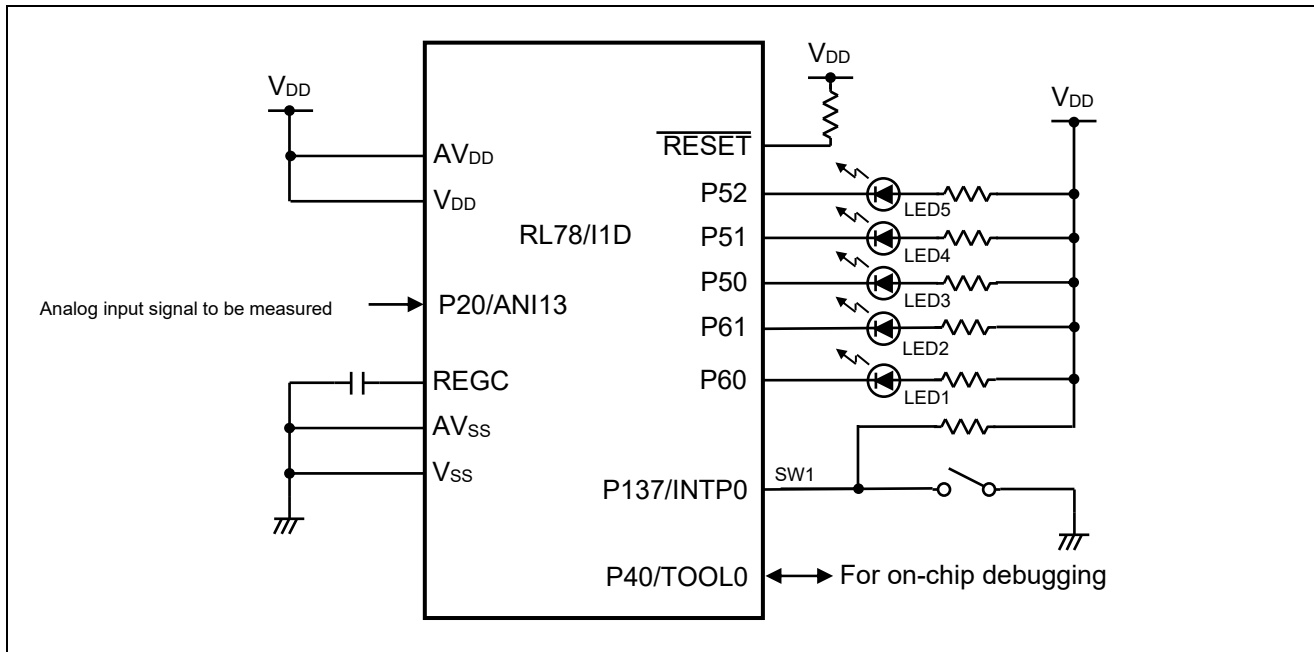 VDD
VDD
VDD
AVDD
VDD
RL78/I1D
RESET
P52
LED5
P51
LED4
Analog input signal to be measured
P20/ANI13
P50
LED3
P61
LED2
REGC
P60
LED1
AVSS
VSS
P137/INTP0
SW1
P40/TOOL0
For on-chip debugging